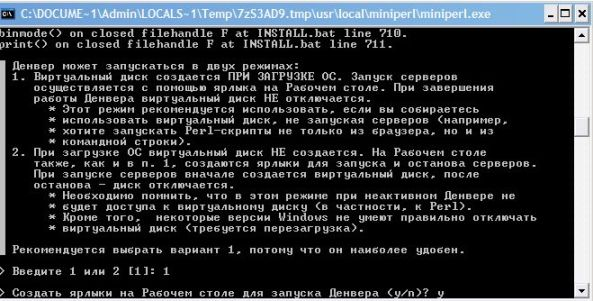 C:\DOCUME~1\Admin\LOCALS~1\Temp\7zS3AD9.tmp\usr\local\miniperl\miniperl.exe
binmode() on closed filehandle F at INSTALL.bat line 710.
print() on closed filehandle F at INSTALL.bat line 711.
Денвер может запускаться в двух режимах:
1. Виртуальный диск создается ПРИ ЗАГРУЗКЕ ОС. Запуск серверов
осуществляется с помощью ярлыка на Рабочем столе. При завершения
работы Денвера виртуальный диск НЕ отключается.
* Этот режим рекомендуется использовать, если вы собираетесь
* использовать виртуальный диск, не запуская серверов (например,
* хотите запускать Perl-скрипты не только из браузера, но и из
* командной строки).
2. При загрузке ОС виртуальный диск НЕ создается. На Рабочем столе
также, как и в п. 1, создаются ярлыки для запуска и останова серверов.
При запуске серверов вначале создается виртуальный диск, после
останова - диск отключается.
* Необходимо помнить, что в этом режиме при неактивном Денвере не
* будет доступа к виртуальному диску (в частности, к Perl).
* Кроме того, некоторые версии Windows не умеют правильно отключать
* виртуальный диск (требуется перезагрузка).
Рекомендуется выбрать вариант 1, потому что он наиболее удобен.
> Введите 1 или 2 [1]: 1
> Создать ярлыки на Рабочем столе для запуска Денвера (y/n)? y